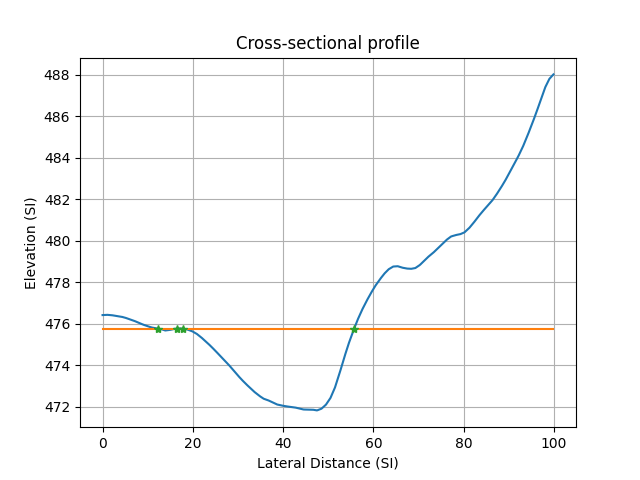 Cross-sectional profile
488
486
484
482
480
478
476
474
472
Elevation (SI)
0 20 40 60 80 100
Lateral Distance (SI)